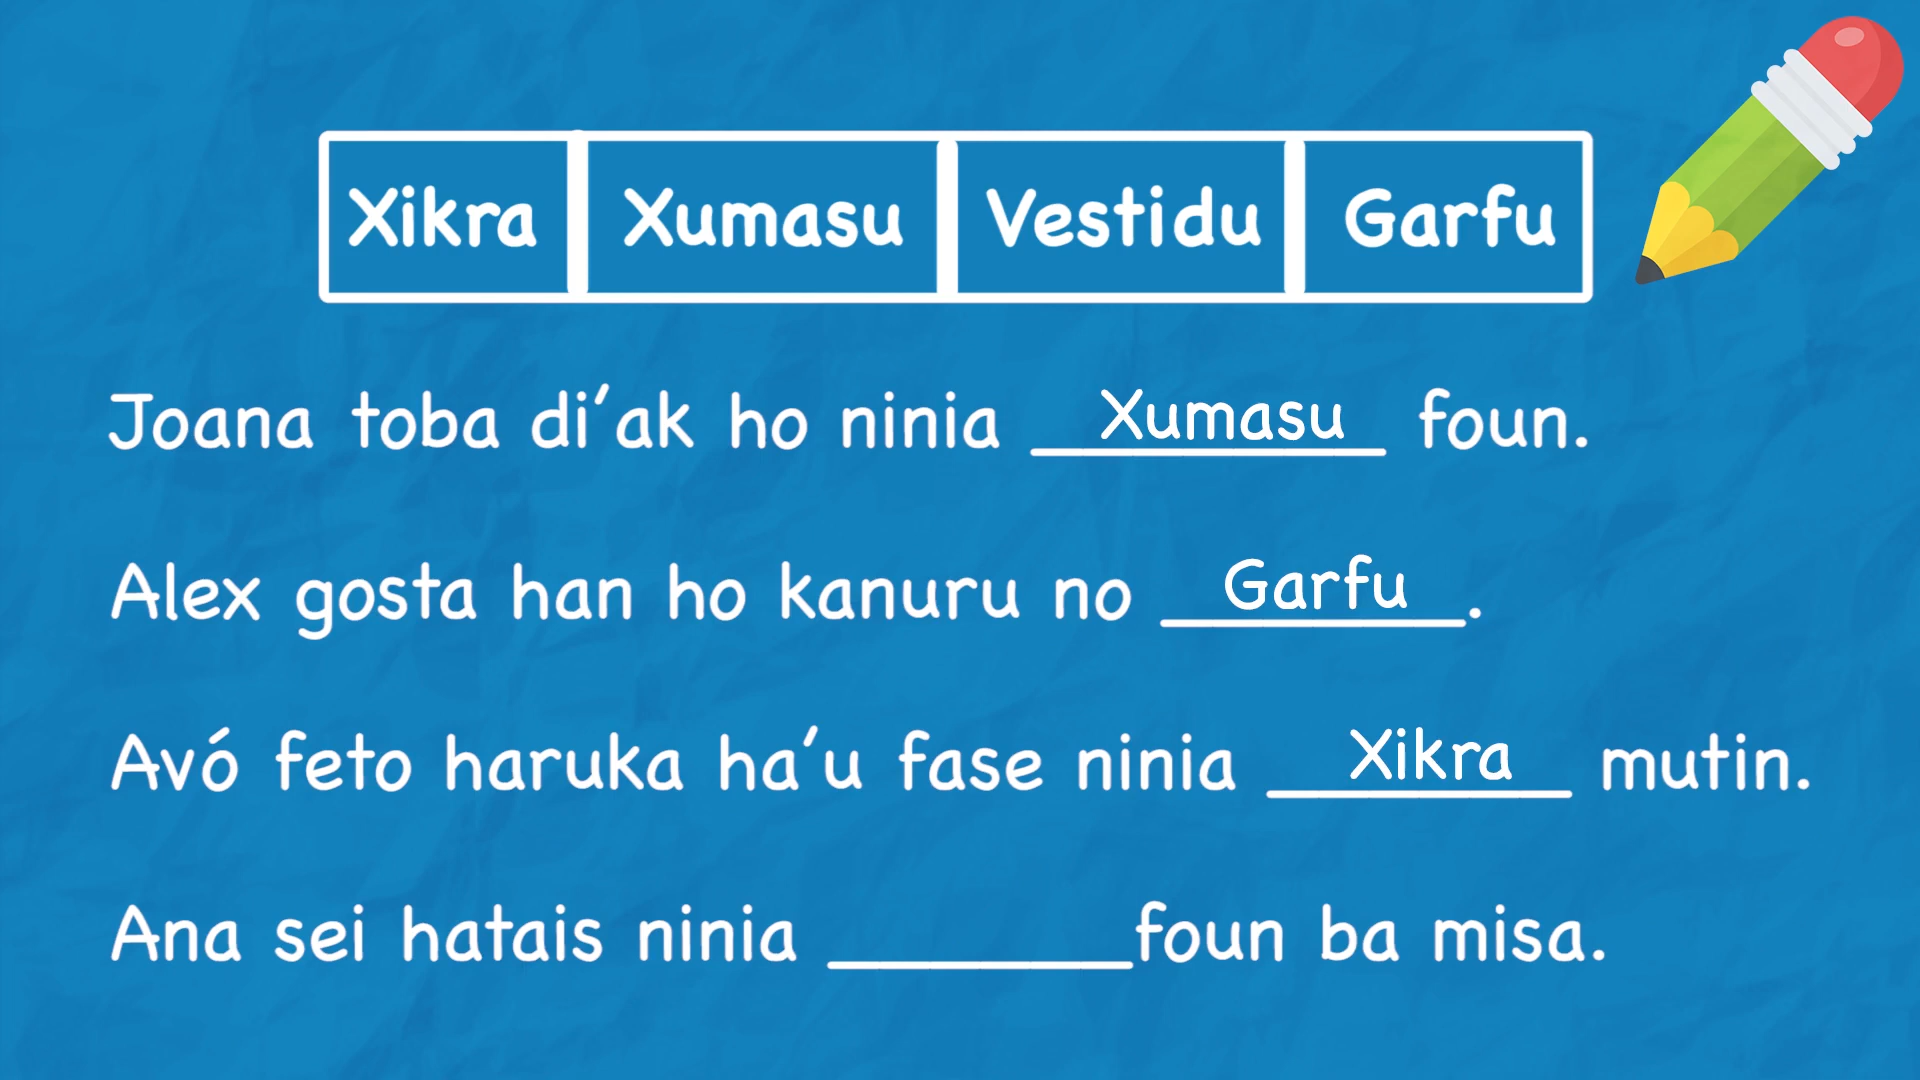 Xikra Xumasu Vestidu Garfu
Joana toba di’ak ho ninia Xumasu foun.
Alex gosta han ho kanuru no Garfu.
Avó feto haruka ha’u fase ninia Xikra mutin.
Ana sei hatais ninia ________foun ba misa.